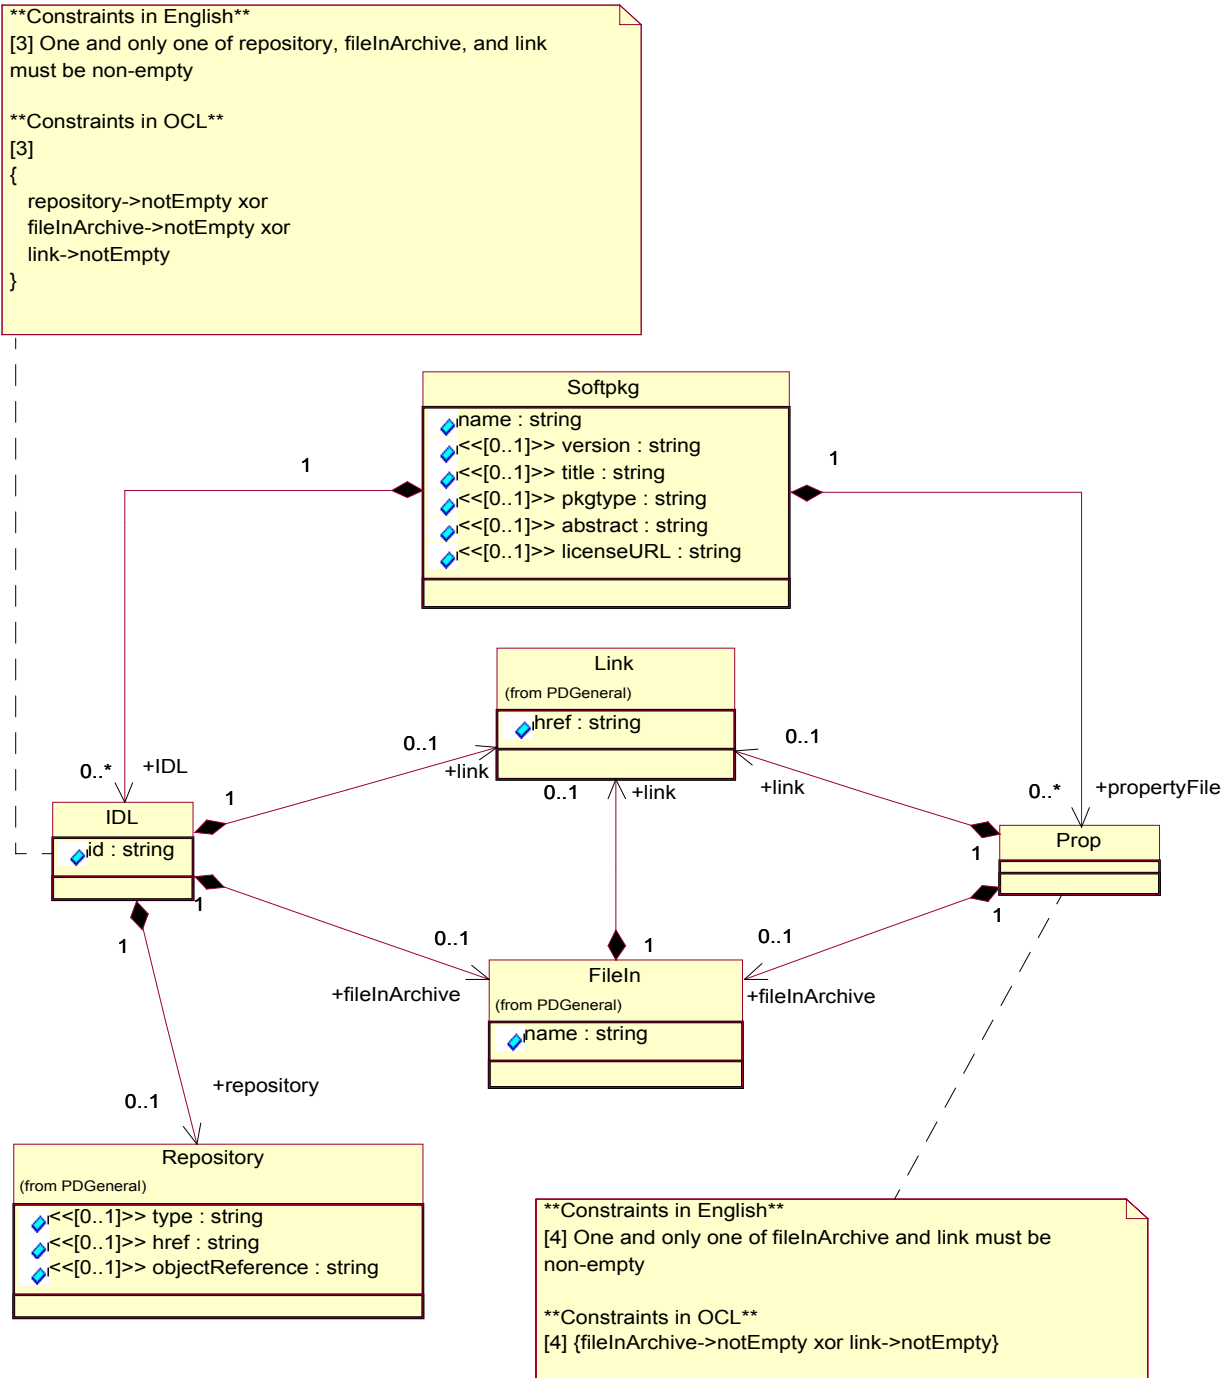 **Constraints in English**
[3] One and only one of repository, fileInArchive, and link
must be non-empty
**Constraints in OCL**
[3]
{
repository->notEmpty xor
fileInArchive->notEmpty xor
link->notEmpty
}
Softpkg
name : string
<<[0..1]>> version : string
<<[0..1]>> title : string
<<[0..1]>> pkgtype : string
<<[0..1]>> abstract : string
<<[0..1]>> licenseURL : string
1
1
Link
(from PDGeneral)
href : string
0..1
+link
0..1
+link
0..1
+link
0..*
+IDL
1
IDL
id : string
1
1
0..*
+propertyFile
Prop
1
1
0..1
+fileInArchive
1
0..1
+fileInArchive
FileIn
(from PDGeneral)
name : string
+repository
0..1
Repository
(from PDGeneral)
<<[0..1]>> type : string
<<[0..1]>> href : string
<<[0..1]>> objectReference : string
**Constraints in English**
[4] One and only one of fileInArchive and link must be
non-empty
**Constraints in OCL**
[4] {fileInArchive->notEmpty xor link->notEmpty}